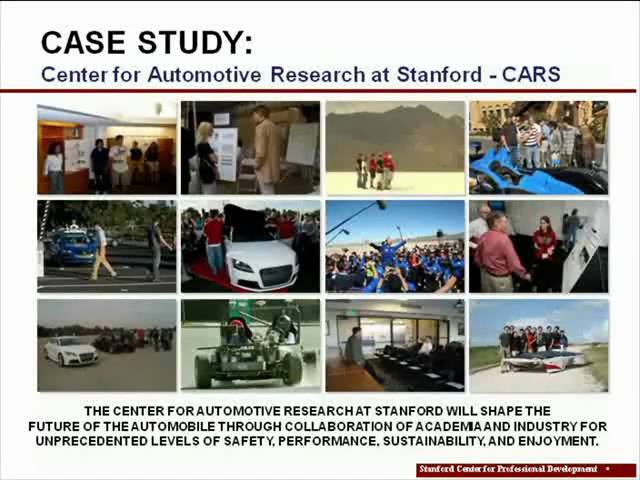 CASE STUDY:
Center for Automotive Research at Stanford - CARS
THE CENTER FOR AUTOMOTIVE RESEARCH AT STANFORD WILL SHAPE THE
FUTURE OF THE AUTOMOBILE THROUGH COLLABORATION OF ACADEMIA AND INDUSTRY FOR
UNPRECEDENTED LEVELS OF SAFETY, PERFORMANCE, SUSTAINABILITY, AND ENJOYMENT.
Stanford Center for Professional Development •